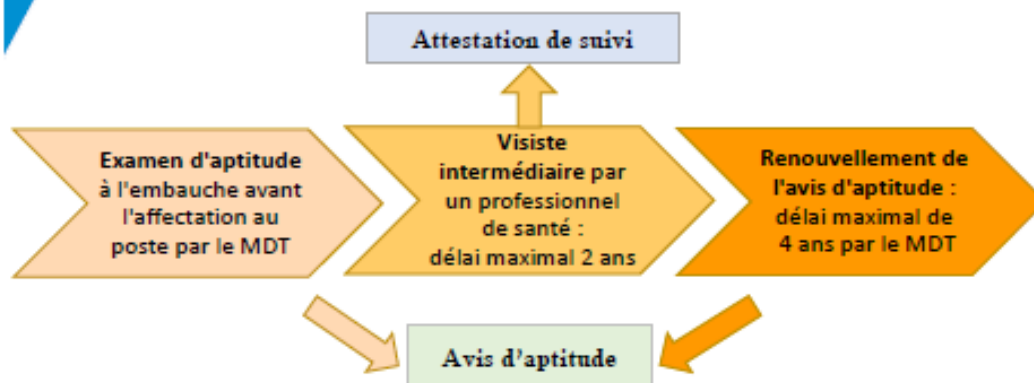 Attestation de suivi
Examen d'aptitude
à l'embauche avant
l'affectation au
poste par le MDT
Visiste
intermédiaire par
un professionnel
de santé :
délai maximal 2 ans
Renouvellement de
l'avis d'aptitude :
délai maximal de
4 ans par le MDT
Avis d'aptitude